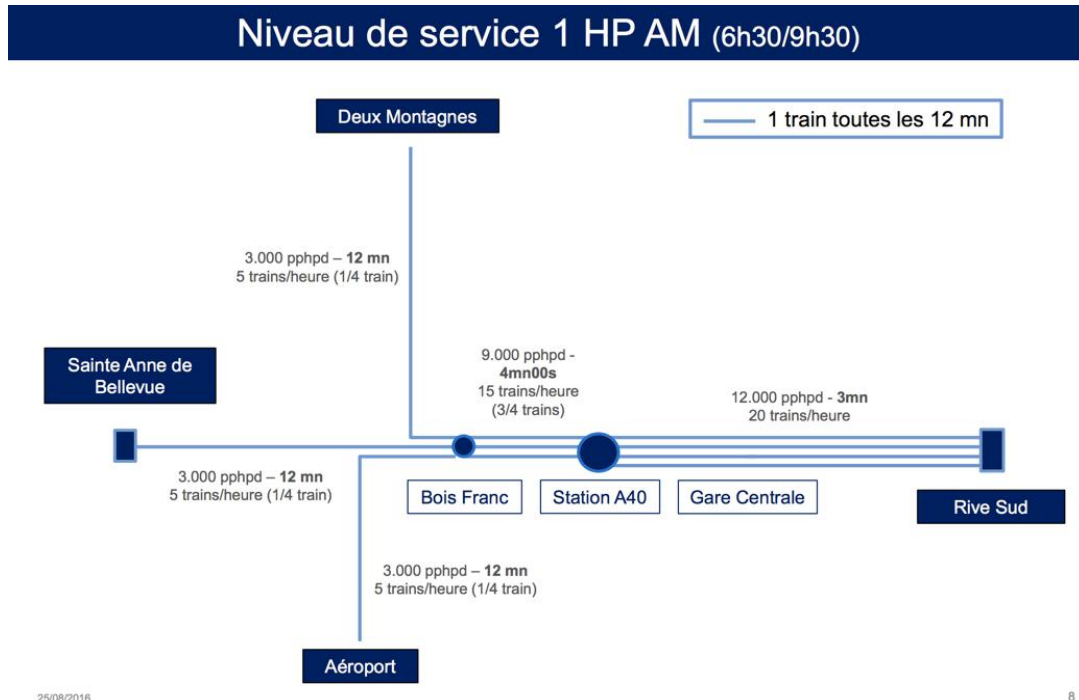 Niveau de service 1 HP AM (6h30/9h30)
Deux Montagnes
1 train toutes les 12 mn
3.000 pphpd – 12 mn
5 trains/heure (1/4 train)
Sainte Anne de
Bellevue
9.000 pphpd -
4mn00s
15 trains/heure
(3/4 trains)
12.000 pphpd - 3mn
20 trains/heure
3.000 pphpd – 12 mn
5 trains/heure (1/4 train)
Bois Franc
Station A40
Gare Centrale
Rive Sud
3.000 pphpd – 12 mn
5 trains/heure (1/4 train)
Aéroport
25/08/2016
8